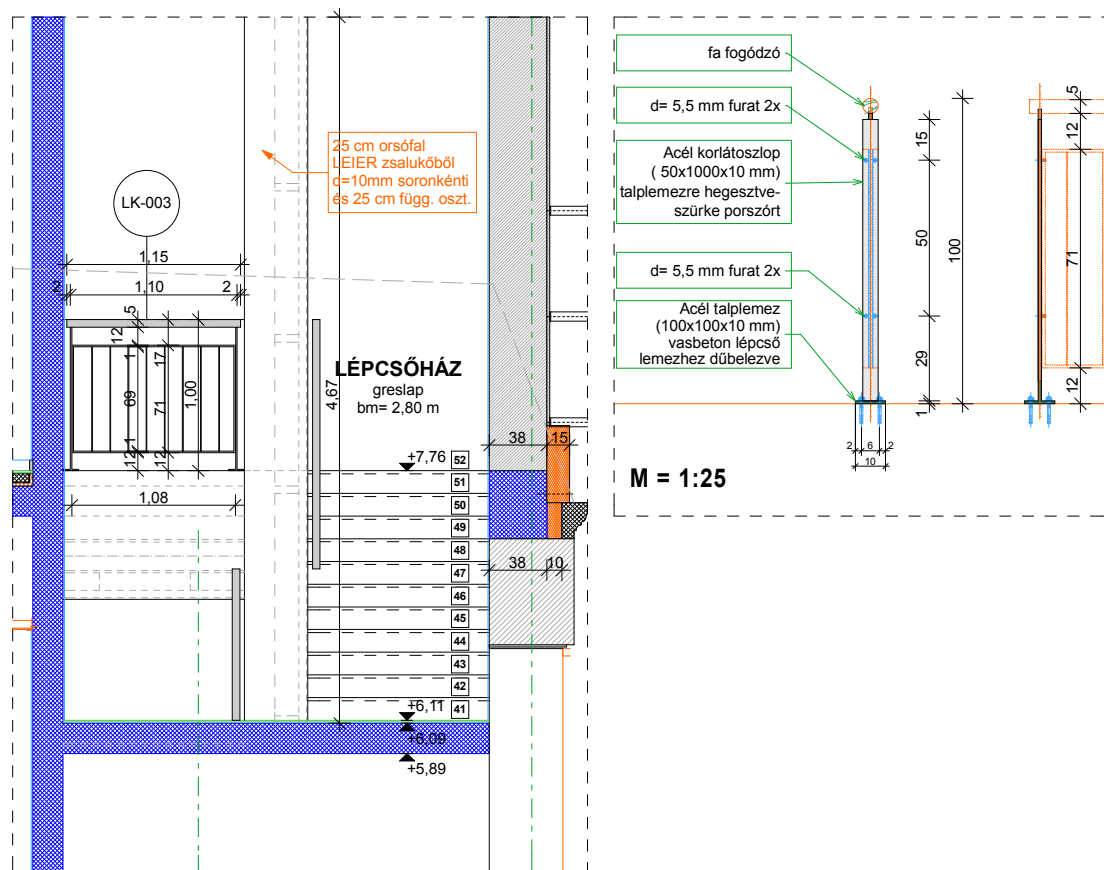 25 cm orsófal
LEIER zsalukőből
d=10mm soronkénti
és 25 cm függ. oszt.
LK-003
1,15
2
1,10
2
5
12
1
17
69
71
1,00
12
1
12
12
1,08
LÉPCSŐHÁZ
greslap
bm= 2,80 m
4,67
38
15
+7,76
52
51
50
49
48
47
46
45
44
43
42
41
38
10
+6,11
+6,09
+5,89
fa fogódzó
d= 5,5 mm furat 2x
Acél korlátoszlop
( 50x1000x10 mm)
talplemezre hegesztve-
szürke porszórt
d= 5,5 mm furat 2x
Acél talplemez
(100x100x10 mm)
vasbeton lépcső
lemezhez dűbelezve
15
50
29
1
100
5
12
71
12
2
6
2
10
M = 1:25